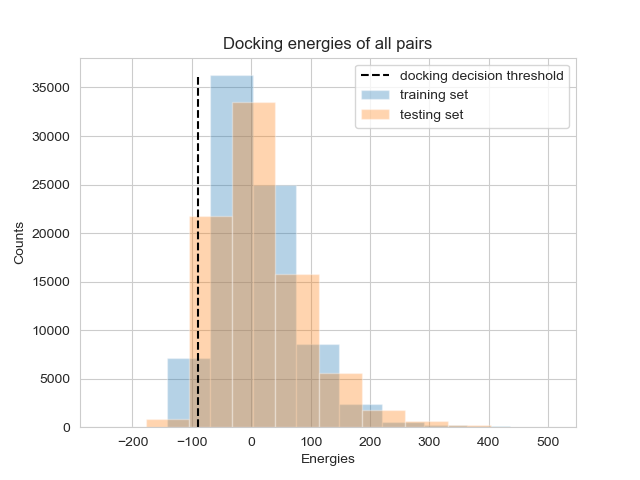 Docking energies of all pairs
docking decision threshold
training set
testing set
35000
30000
25000
20000
15000
10000
5000
0
Counts
−200 −100 0 100 200 300 400 500
Energies